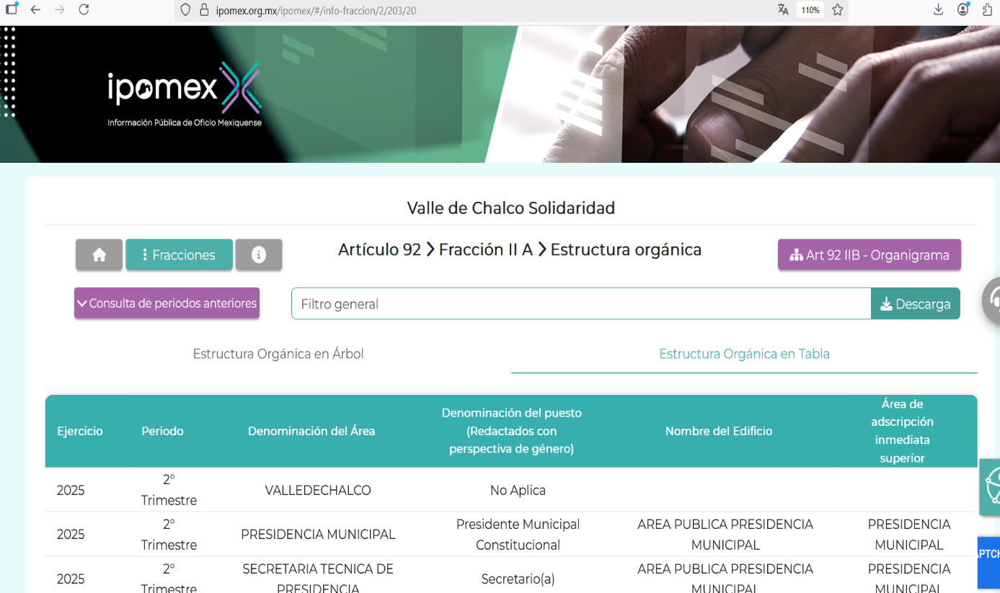 ipomex.org.mx/ipomex/#/info-fraccion/2/203/20
110%
ipomex
Información Pública de Oficio Mexiquense
Valle de Chalco Solidaridad
Fracciones
Artículo 92 > Fracción II A > Estructura orgánica
Art 92 IIB - Organigrama
Consulta de periodos anteriores
Filtro general
Descarga
Estructura Orgánica en Árbol
Estructura Orgánica en Tabla
Ejercicio
Periodo
Denominación del Área
Denominación del puesto
(Redactados con
perspectiva de género)
Nombre del Edificio
Área de
adscripción
inmediata
superior
2025
2°
Trimestre
VALLEDECHALCO
No Aplica
2025
2°
Trimestre
PRESIDENCIA MUNICIPAL
Presidente Municipal
Constitucional
AREA PUBLICA PRESIDENCIA
MUNICIPAL
PRESIDENCIA
MUNICIPAL
2025
2°
Trimestre
SECRETARIA TECNICA DE
PRESIDENCIA
Secretario(a)
AREA PUBLICA PRESIDENCIA
MUNICIPAL
PRESIDENCIA
MUNICIPAL